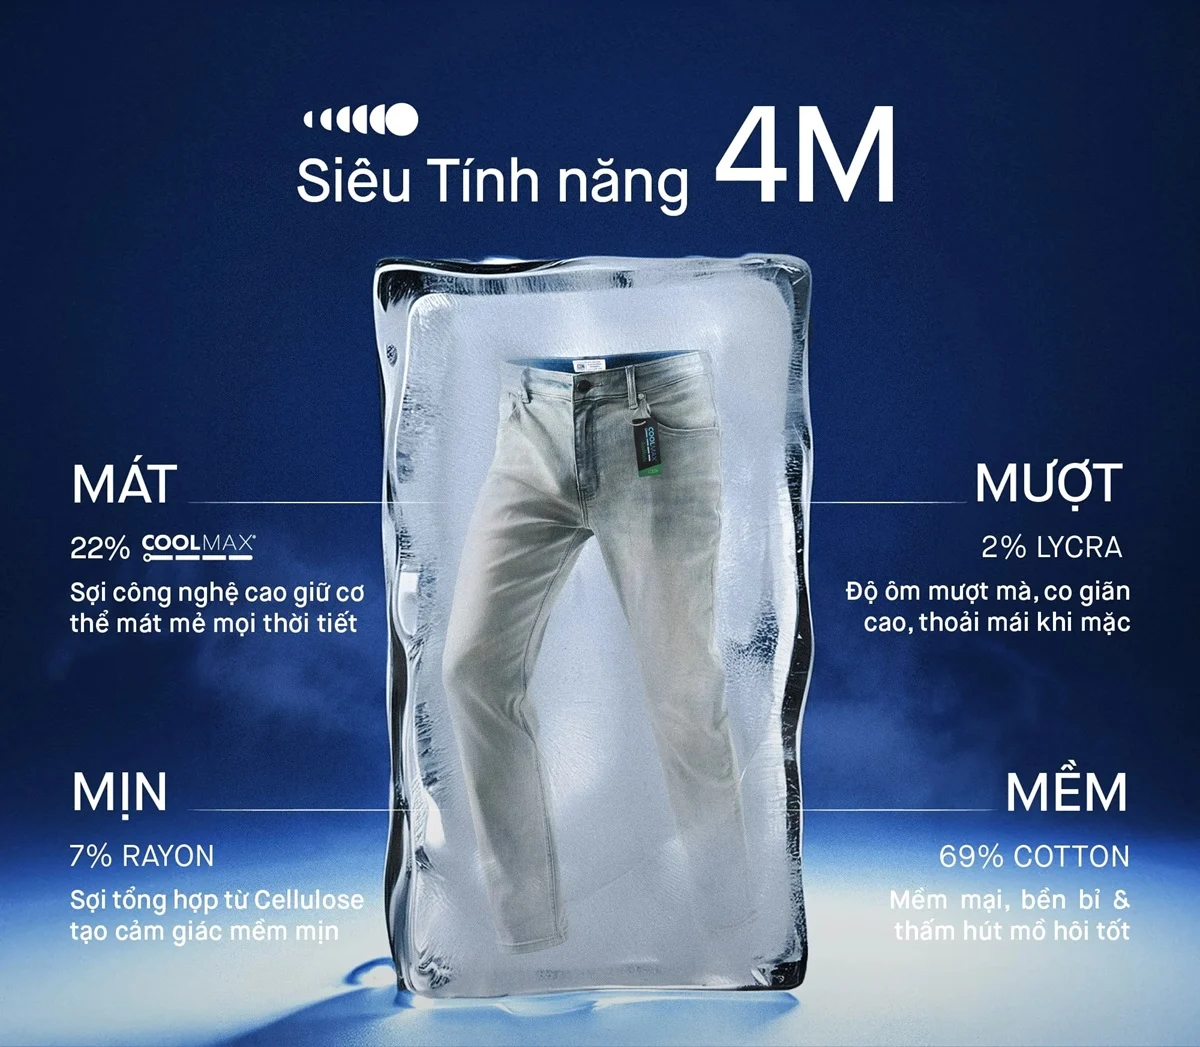 Siêu Tính năng 4M
COOLMAX
MÁT
22% COOLMAX®
Sợi công nghệ cao giữ cơ
thể mát mẻ mọi thời tiết
MƯỢT
2% LYCRA
Độ ôm mượt mà, co giãn
cao, thoải mái khi mặc
MỊN
7% RAYON
Sợi tổng hợp từ Cellulose
tạo cảm giác mềm mịn
MỀM
69% COTTON
Mềm mại, bền bỉ &
thấm hút mồ hôi tốt